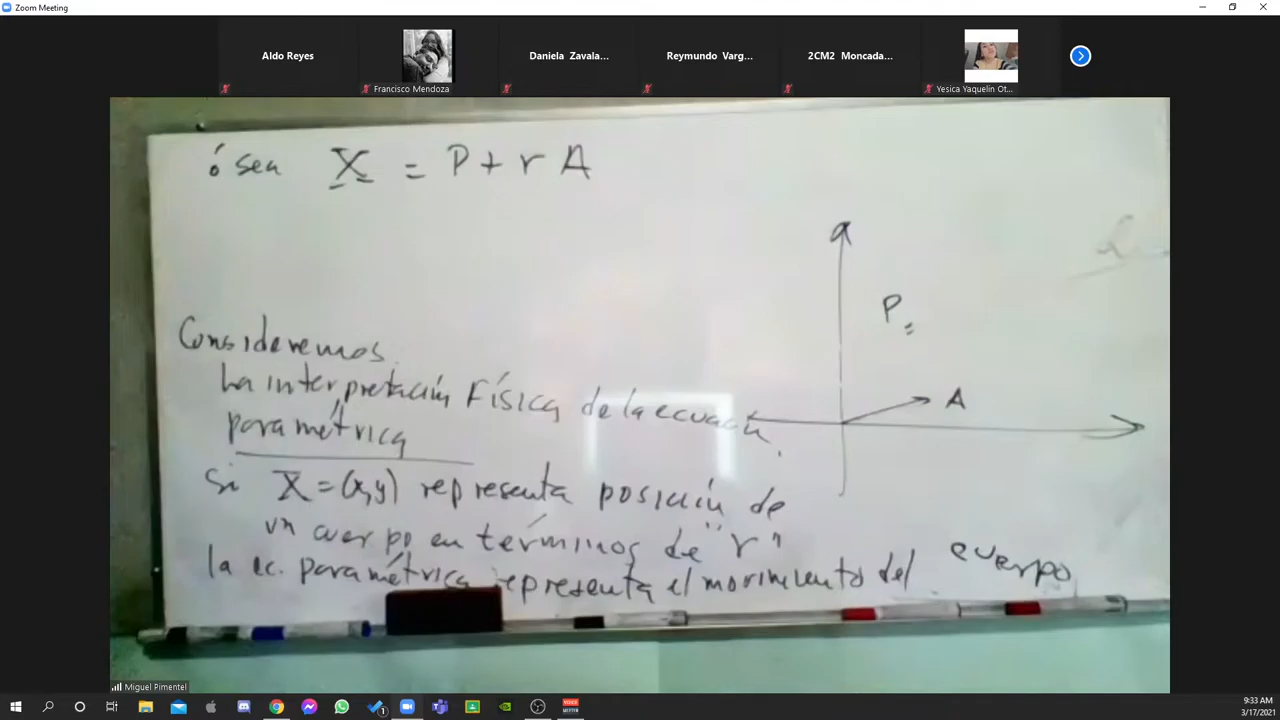 Zoom Meeting
Aldo Reyes
Francisco Mendoza
Daniela Zavala...
Reymundo Varg...
2CM2 Moncada...
Yesica Yaquelin Ot...
ó sea X = P + r A
P
A
Consideremos
La interpretación Física de la ecuación
paramétrica
si X = (x,y) representa posición de
un cuerpo en términos de "r"
la ec. paramétrica representa el movimiento del cuerpo
Miguel Pimentel
9:33 AM
3/17/2021